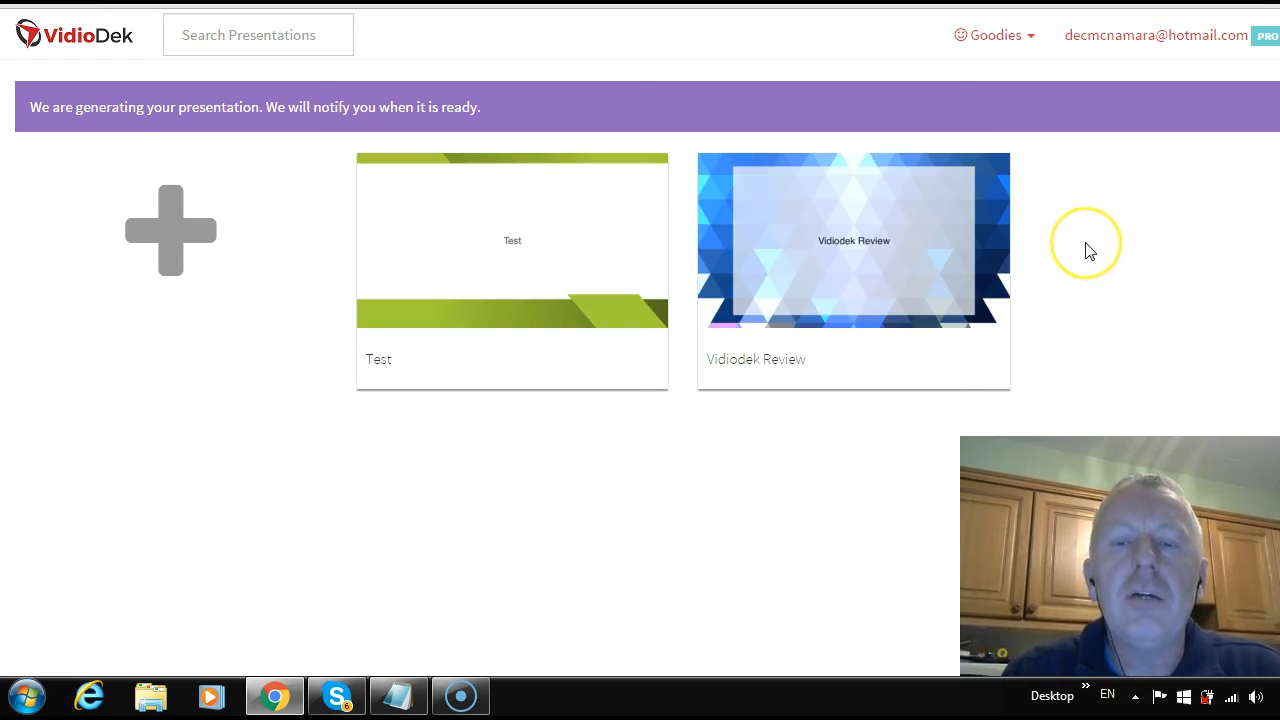 VidioDek
Search Presentations
Goodies
decmcnamara@hotmail.com
PRO
We are generating your presentation. We will notify you when it is ready.
Test
Vidiodek Review
Test
Vidiodek Review
6
Desktop
»
EN